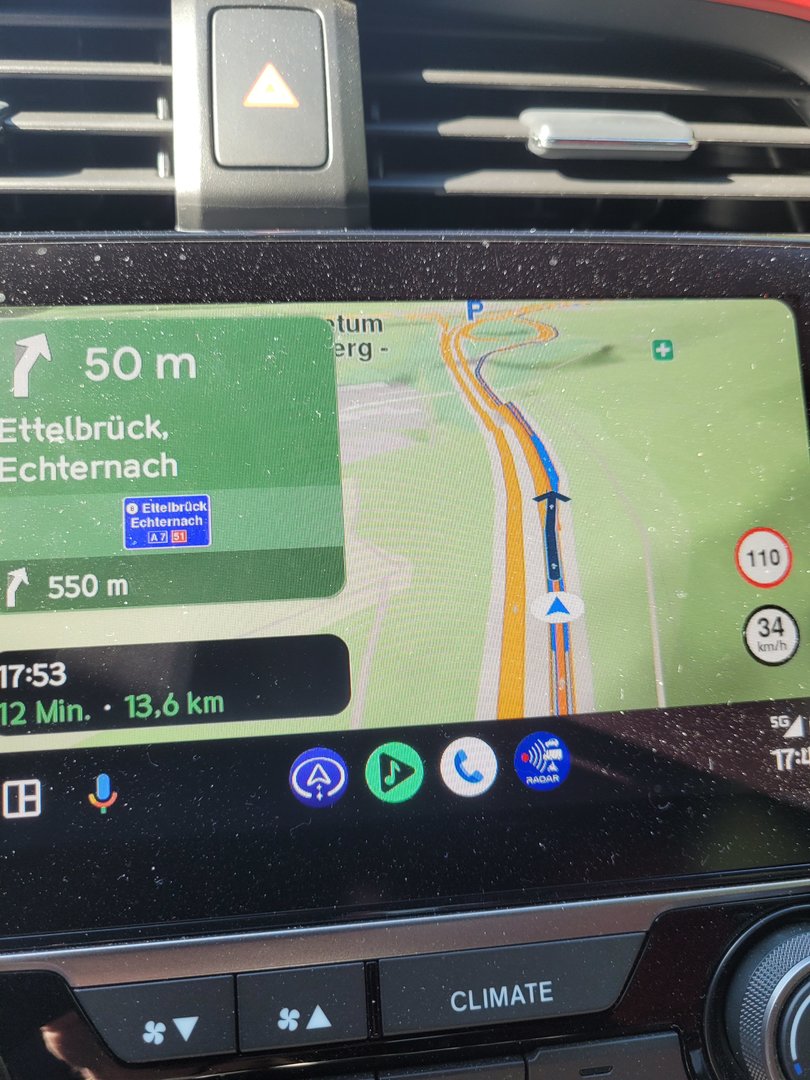 50 m
Ettelbrück,
Echternach
Ettelbrück
Echternach
A 7 51
550 m
17:53
12 Min. · 13,6 km
P
110
34
km/h
5G
RADAR
CLIMATE